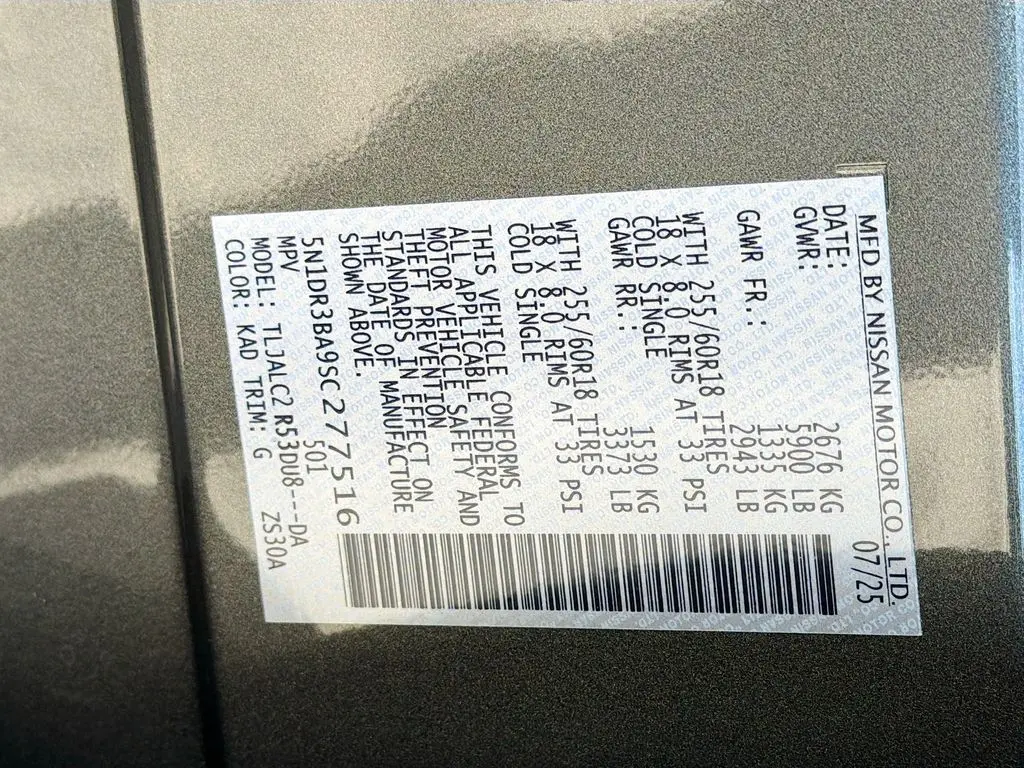 MFD BY NISSAN MOTOR CO., LTD.
DATE: 07/25
GVWR: 2676 KG
5900 LB
GAWR FR.: 1335 KG
2943 LB
WITH 255/60R18 TIRES
18 X 8.0 RIMS AT 33 PSI
COLD SINGLE 1530 KG
GAWR RR.: 3373 LB
WITH 255/60R18 TIRES
18 X 8.0 RIMS AT 33 PSI
COLD SINGLE
THIS VEHICLE CONFORMS TO
ALL APPLICABLE FEDERAL
MOTOR VEHICLE SAFETY AND
THEFT PREVENTION
STANDARDS IN EFFECT ON
THE DATE OF MANUFACTURE
SHOWN ABOVE.
5N1DR3BA9SC277516
MPV 501
MODEL: TLJALC2 R53DU8---DA
COLOR: KAD TRIM: G ZS30A